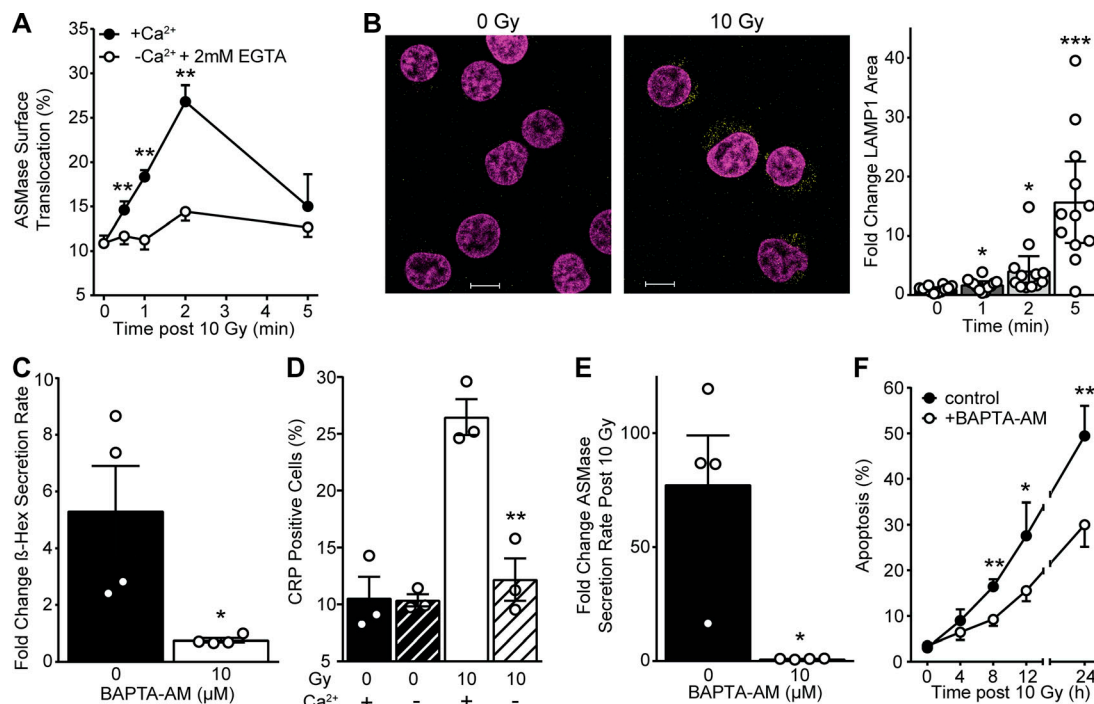 A
ASMase Surface
Translocation (%)
35
30
25
20
15
10
5
+Ca²⁺
-Ca²⁺ + 2mM EGTA
**
**
**
0 1 2 3 4 5
Time post 10 Gy (min)
B
0 Gy
10 Gy
Fold Change LAMP1 Area
40
30
20
10
0
*
*
***
0 1 2 5
Time (min)
C
Fold Change ß-Hex Secretion Rate
10
8
6
4
2
0
*
0 10
BAPTA-AM (µM)
D
CRP Positive Cells (%)
30
25
20
15
10
5
**
Gy 0 0 10 10
Ca²⁺ + - + -
E
Fold Change ASMase
Secretion Rate Post 10 Gy
100
50
0
*
0 10
BAPTA-AM (µM)
F
Apoptosis (%)
60
50
40
30
20
10
0
control
+BAPTA-AM
**
*
**
0 4 8 12 24
Time post 10 Gy (h)